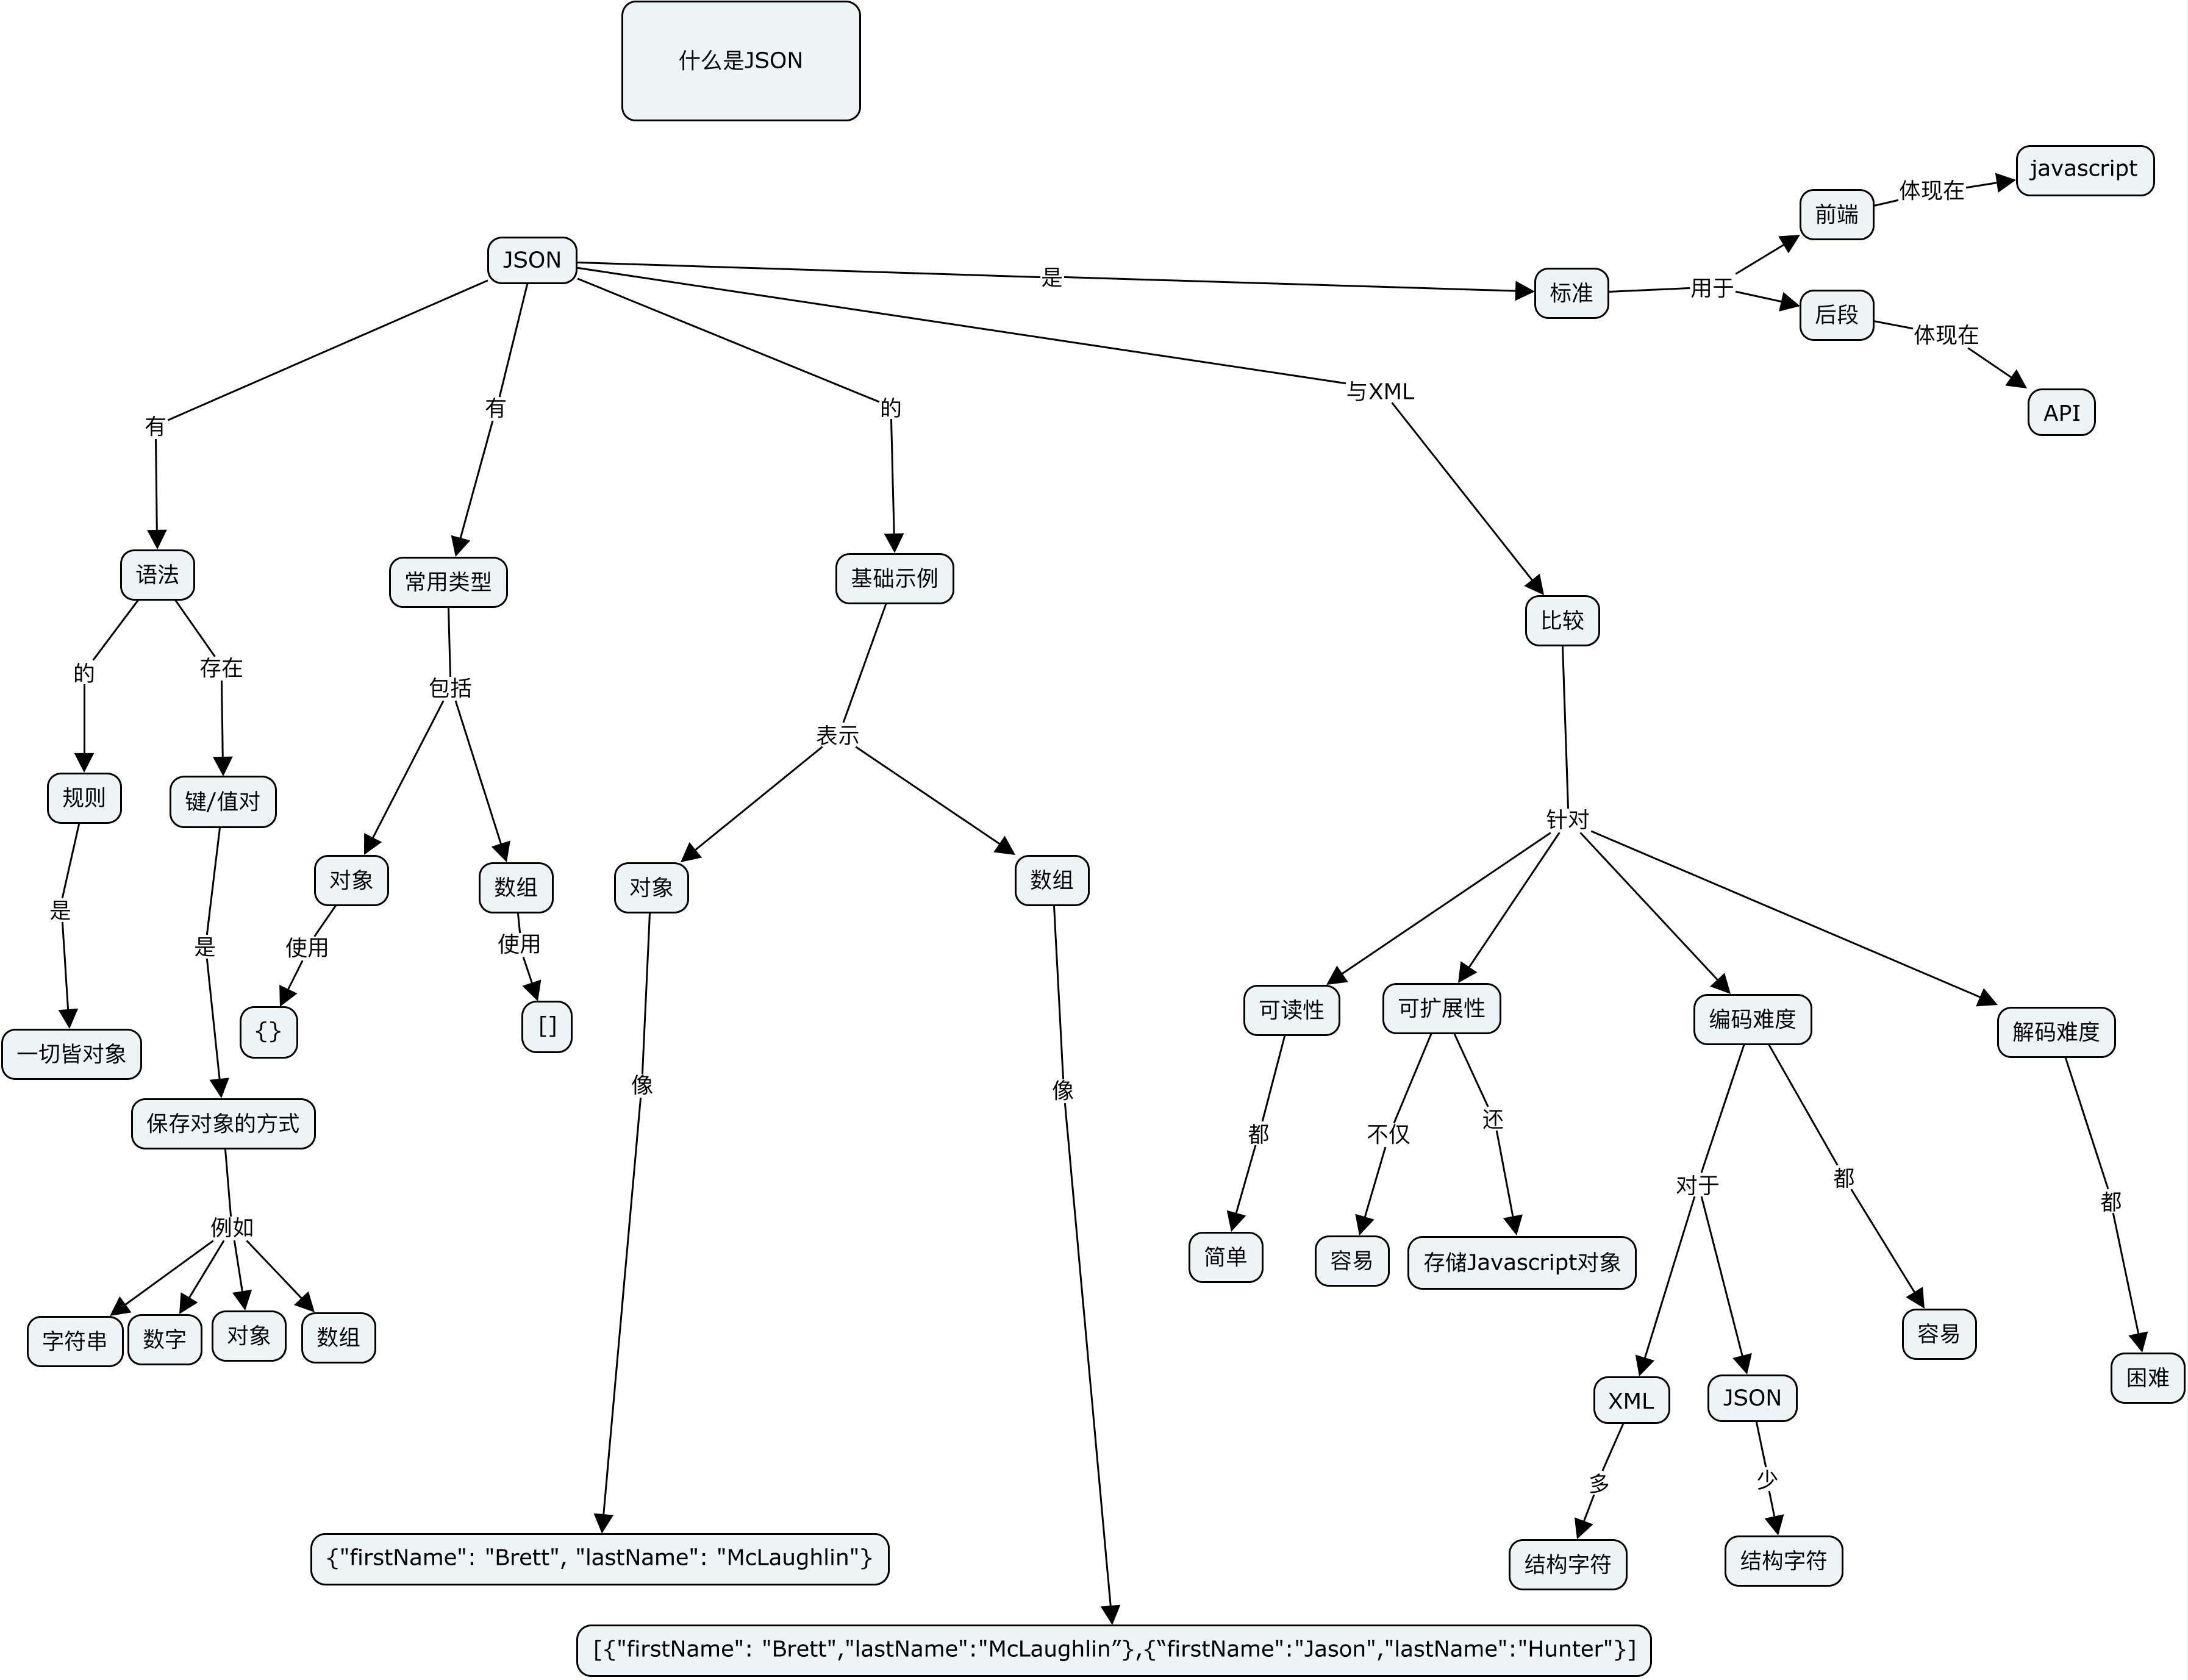 什么是JSON
javascript
体现在
前端
JSON
是
标准
用于
后段
体现在
API
与XML
有
有
的
语法
常用类型
基础示例
比较
的
存在
包括
表示
规则
键/值对
针对
对象
数组
对象
数组
是
是
使用
使用
{}
[]
可读性
可扩展性
编码难度
解码难度
一切皆对象
像
像
保存对象的方式
都
不仅
还
对于
都
都
例如
简单
容易
存储Javascript对象
字符串
数字
对象
数组
容易
困难
XML
JSON
多
少
{"firstName": "Brett", "lastName": "McLaughlin"}
结构字符
结构字符
[{"firstName": "Brett","lastName":"McLaughlin”},{“firstName":"Jason","lastName":"Hunter"}]